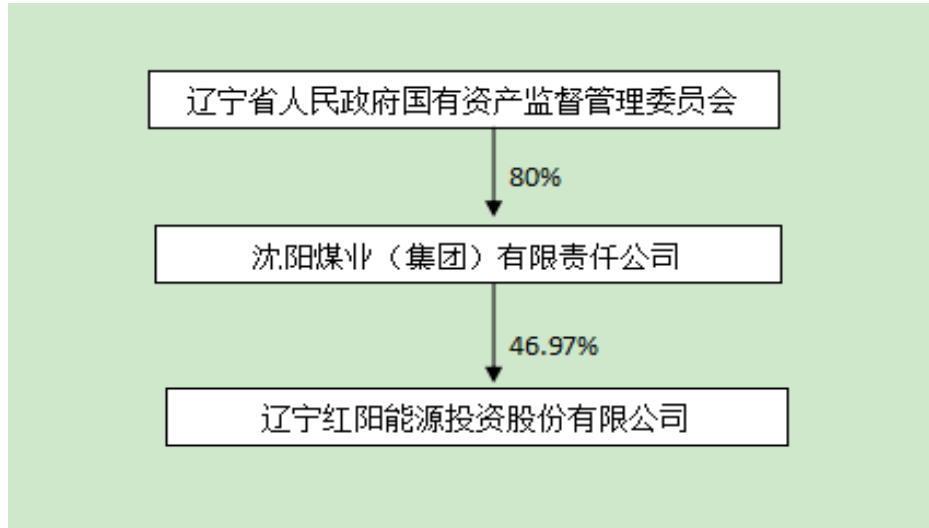 辽宁省人民政府国有资产监督管理委员会
80%
沈阳煤业（集团）有限责任公司
46.97%
辽宁红阳能源投资股份有限公司